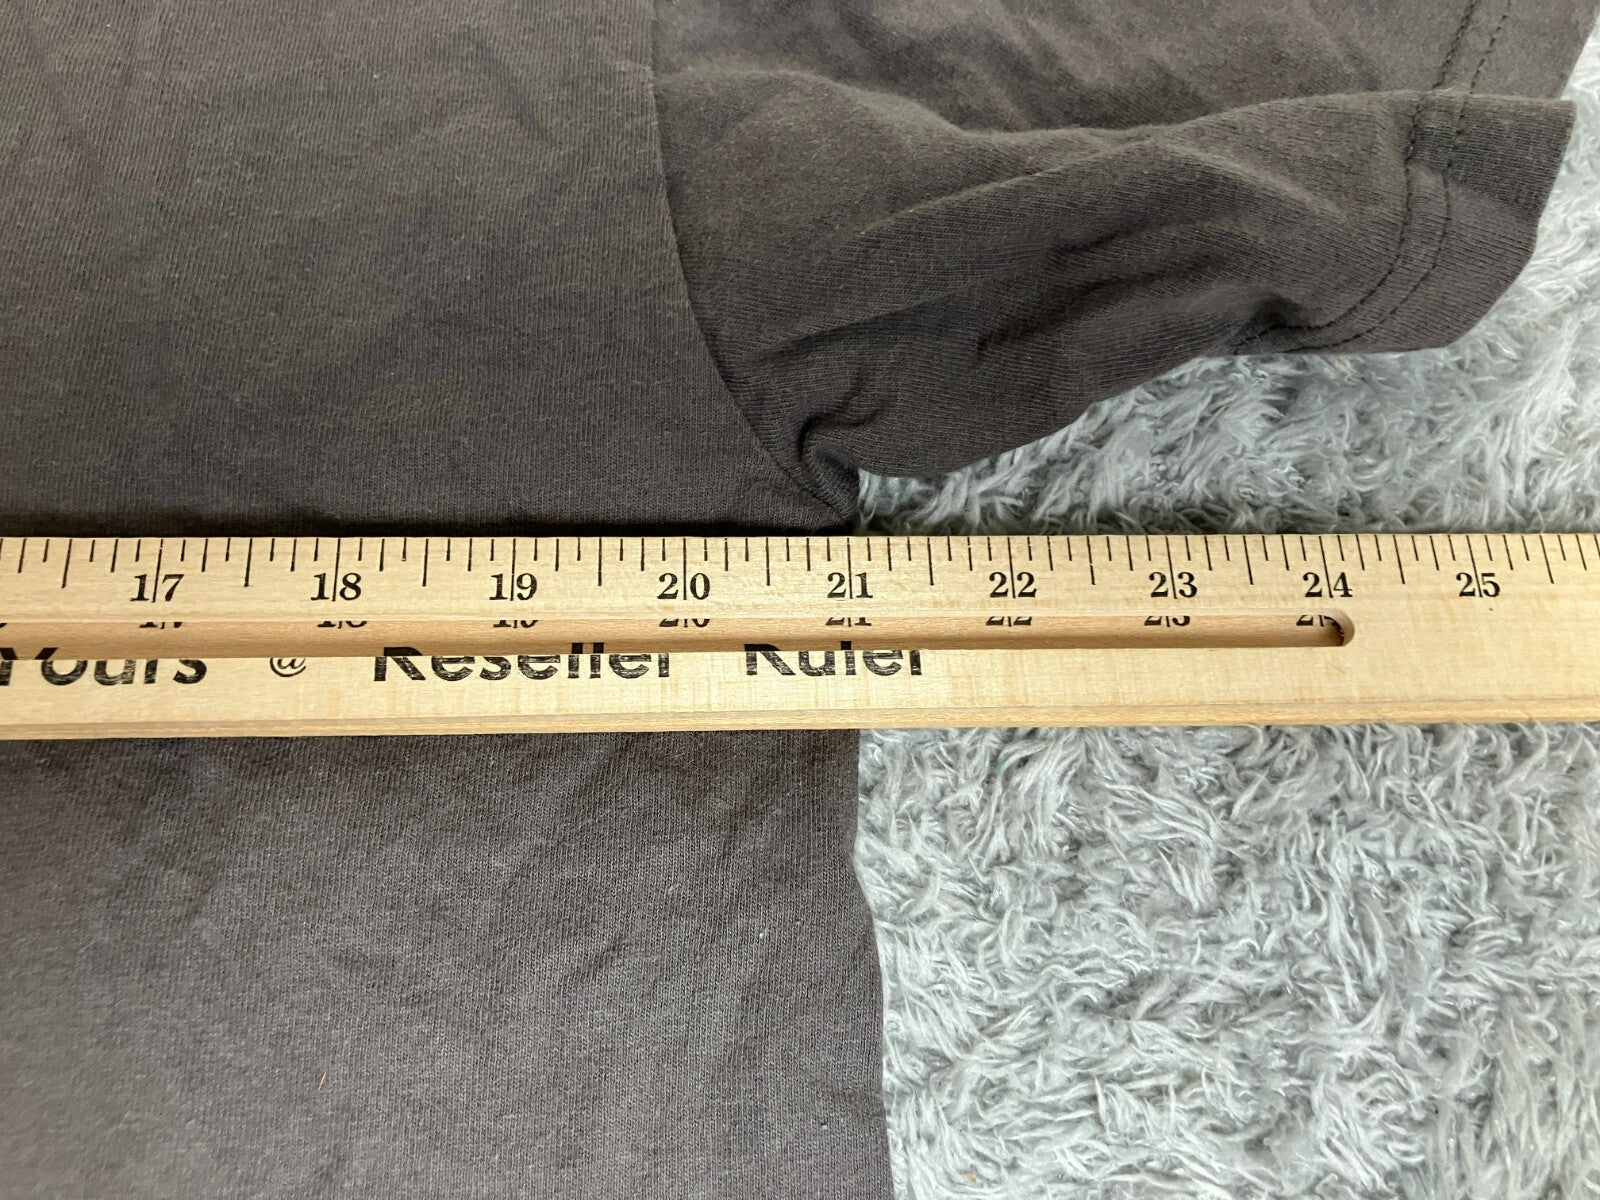 17 18 19 20 21 22 23 24 25
Yours @ Reseller Ruler